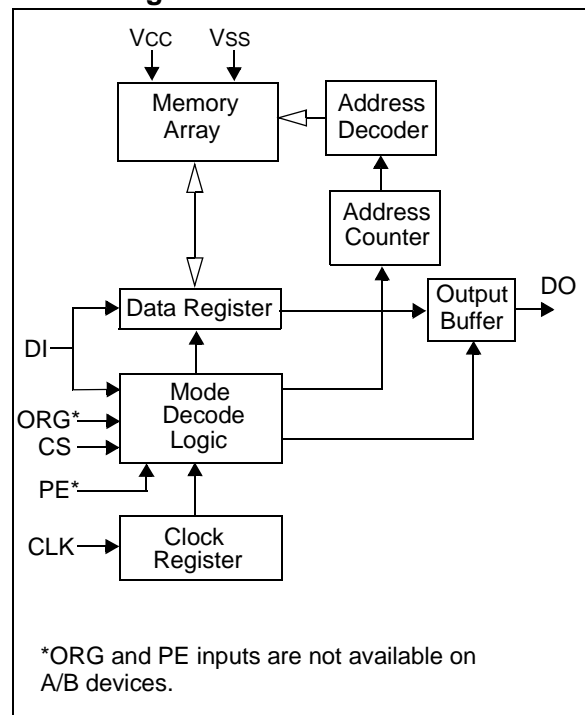 VCC
VSS
Memory
Array
Address
Decoder
Address
Counter
Data Register
Output
Buffer
DO
DI
Mode
Decode
Logic
ORG*
CS
PE*
CLK
Clock
Register
*ORG and PE inputs are not available on
A/B devices.